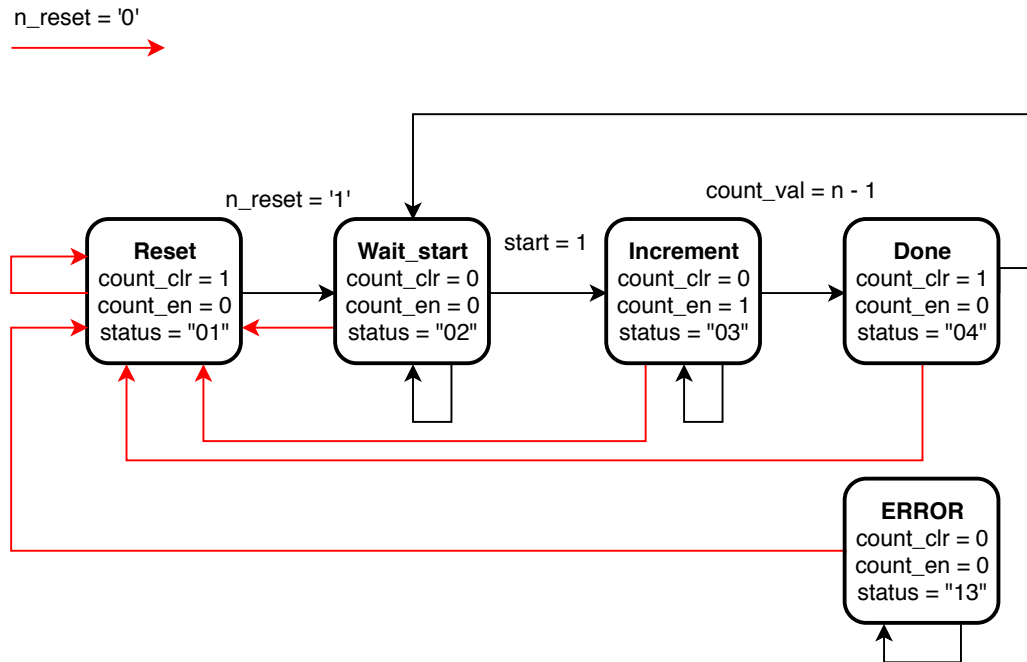 n_reset = '0'
n_reset = '1'
count_val = n - 1
start = 1
Reset
count_clr = 1
count_en = 0
status = "01"
Wait_start
count_clr = 0
count_en = 0
status = "02"
Increment
count_clr = 0
count_en = 1
status = "03"
Done
count_clr = 1
count_en = 0
status = "04"
ERROR
count_clr = 0
count_en = 0
status = "13"